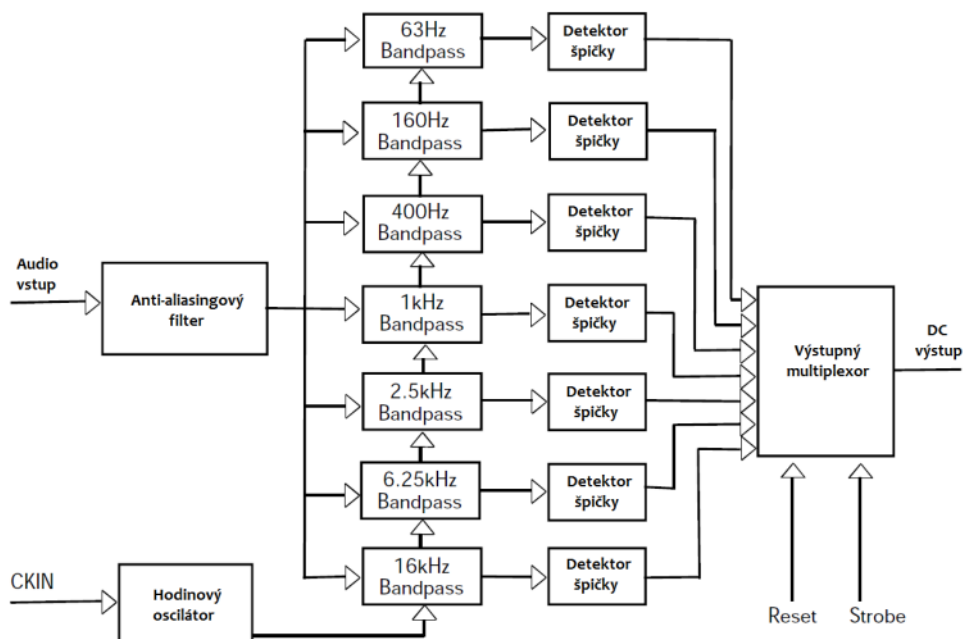 63Hz
Bandpass
Detektor
špičky
160Hz
Bandpass
Detektor
špičky
400Hz
Bandpass
Detektor
špičky
Audio
vstup
Anti-aliasingový
filter
1kHz
Bandpass
Detektor
špičky
Výstupný
multiplexor
DC
výstup
2.5kHz
Bandpass
Detektor
špičky
6.25kHz
Bandpass
Detektor
špičky
16kHz
Bandpass
Detektor
špičky
CKIN
Hodinový
oscilátor
Reset
Strobe